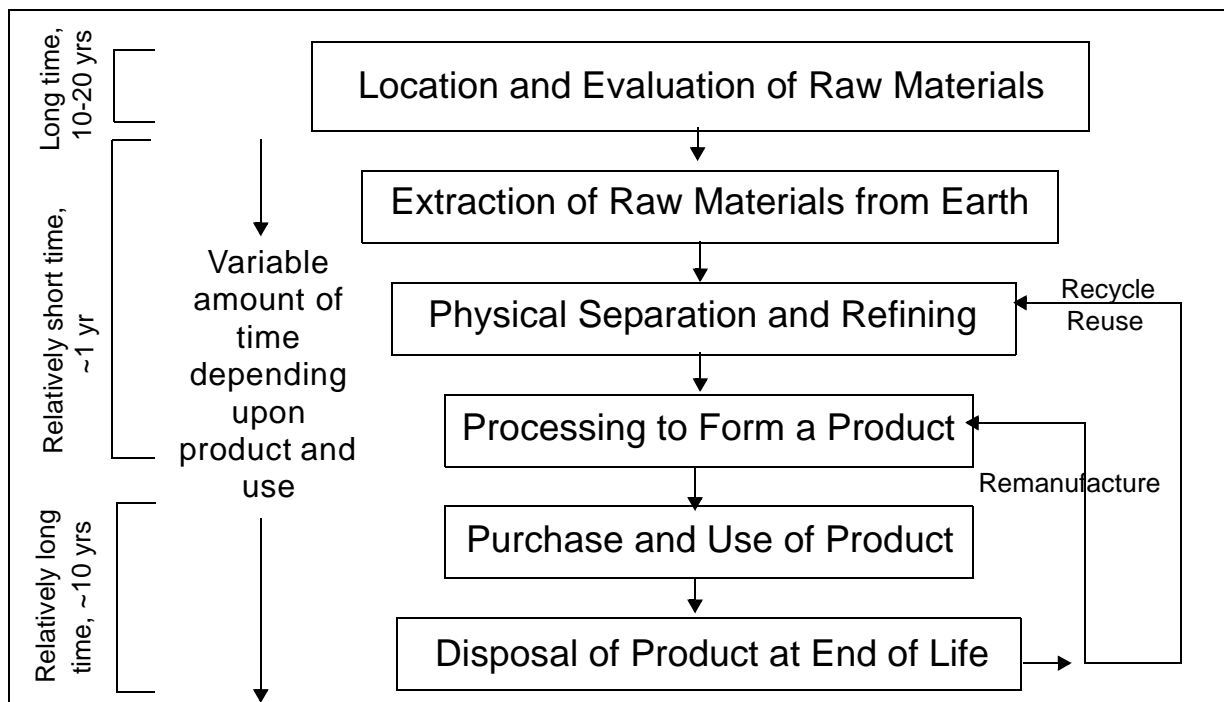 Long time,
10-20 yrs
Relatively short time,
~1 yr
Relatively long
time, ~10 yrs
Variable
amount of
time
depending
upon
product and
use
Location and Evaluation of Raw Materials
Extraction of Raw Materials from Earth
Physical Separation and Refining
Processing to Form a Product
Purchase and Use of Product
Disposal of Product at End of Life
Recycle
Reuse
Remanufacture